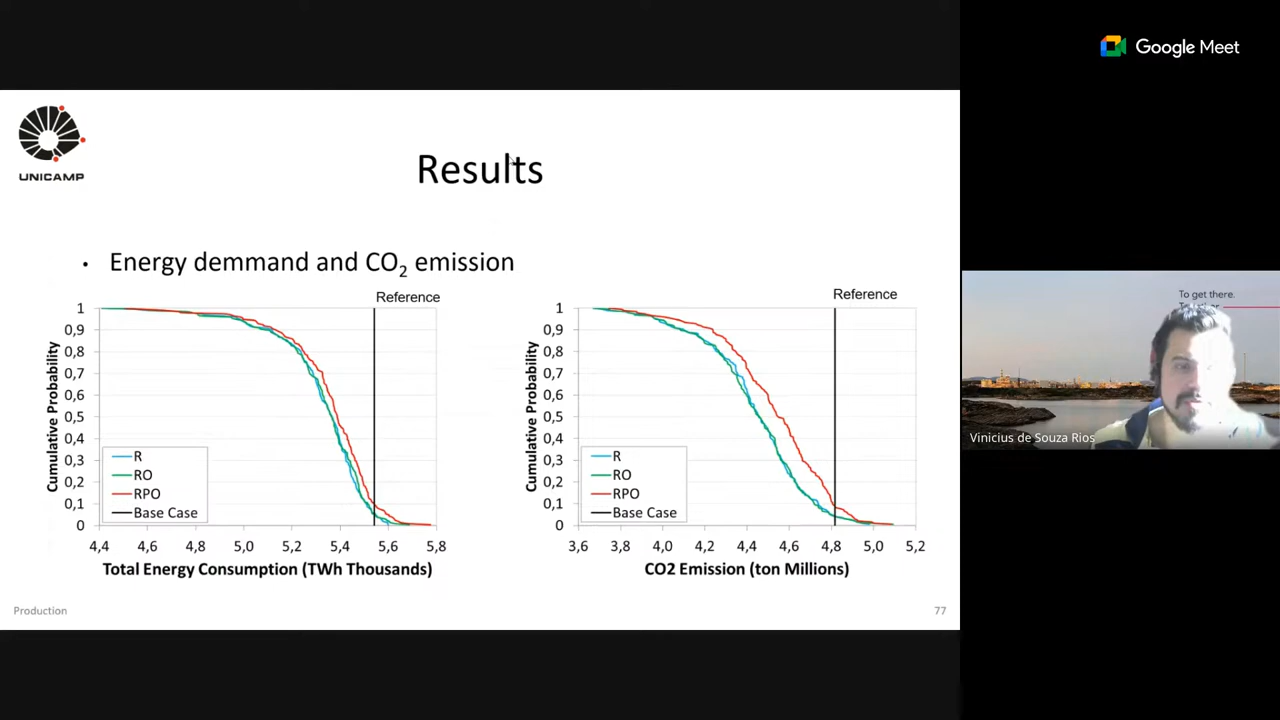 Google Meet
UNICAMP
Results
• Energy demmand and CO2 emission
Reference
1
0,9
0,8
0,7
0,6
0,5
0,4
0,3
0,2
0,1
0
Cumulative Probability
R
RO
RPO
Base Case
4,4 4,6 4,8 5,0 5,2 5,4 5,6 5,8
Total Energy Consumption (TWh Thousands)
Reference
1
0,9
0,8
0,7
0,6
0,5
0,4
0,3
0,2
0,1
0
Cumulative Probability
R
RO
RPO
Base Case
3,6 3,8 4,0 4,2 4,4 4,6 4,8 5,0 5,2
CO2 Emission (ton Millions)
Production
77
To get there.
Vinicius de Souza Rios